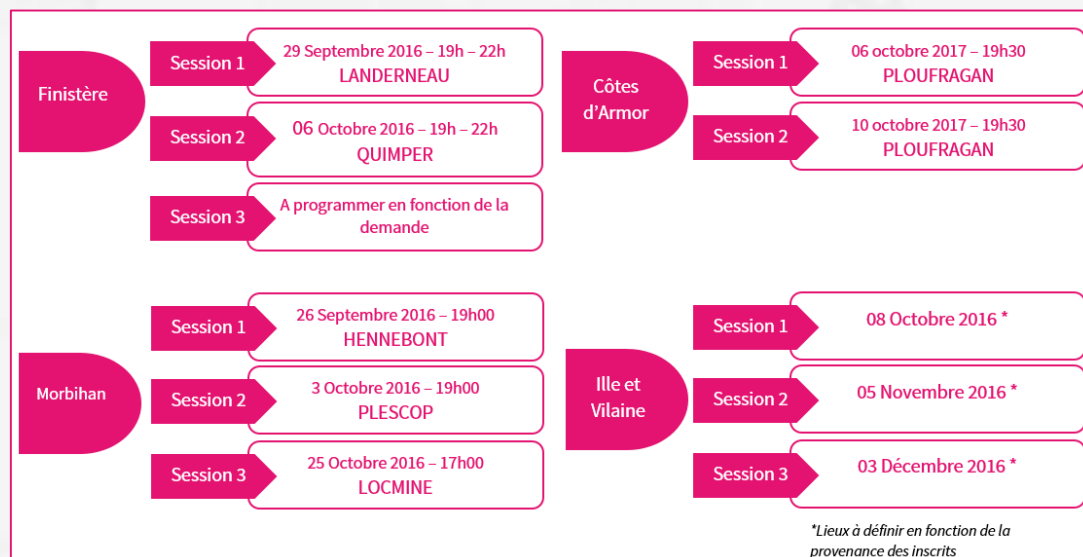 Finistère
Session 1
29 Septembre 2016 – 19h – 22h
LANDERNEAU
Session 2
06 Octobre 2016 – 19h – 22h
QUIMPER
Session 3
A programmer en fonction de la
demande
Côtes
d'Armor
Session 1
06 octobre 2017 – 19h30
PLOUFRAGAN
Session 2
10 octobre 2017 – 19h30
PLOUFRAGAN
Morbihan
Session 1
26 Septembre 2016 – 19h00
HENNEBONT
Session 2
3 Octobre 2016 – 19h00
PLESCOP
Session 3
25 Octobre 2016 – 17h00
LOCMINE
Ille et
Vilaine
Session 1
08 Octobre 2016 *
Session 2
05 Novembre 2016 *
Session 3
03 Décembre 2016 *
*Lieux à définir en fonction de la
provenance des inscrits